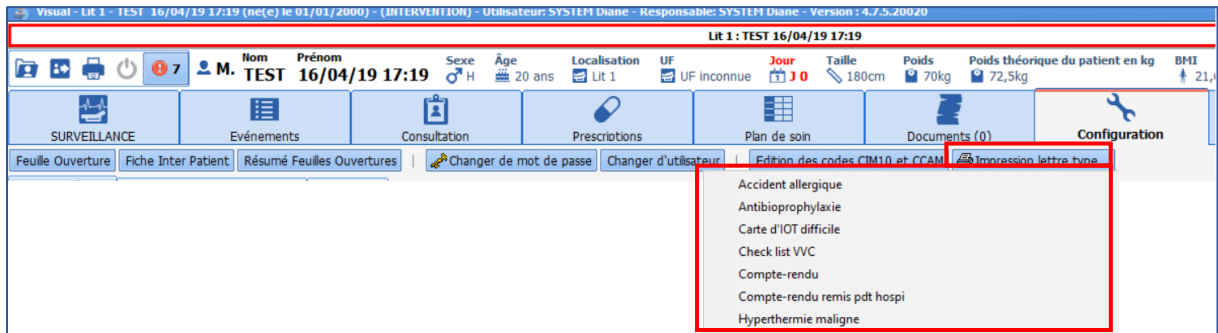 Visual - Lit 1 - TEST 16/04/19 17:19 (né(e) le 01/01/2000) - (INTERVENTION) - Utilisateur: SYSTEM Diane - Responsable: SYSTEM Diane - Version : 4.7.5.20020
Lit 1 : TEST 16/04/19 17:19
Nom Prénom Sexe Âge Localisation UF Jour Taille Poids Poids théorique du patient en kg BMI
7 M. TEST 16/04/19 17:19 H 20 ans Lit 1 UF inconnue J 0 180cm 70kg 72,5kg
SURVEILLANCE Evénements Consultation Prescriptions Plan de soin Documents (0) Configuration
Feuille Ouverture Fiche Inter Patient Résumé Feuilles Ouvertures | Changer de mot de passe Changer d'utilisateur | Edition des codes CIM10 et CCAM Impression lettre type...
Accident allergique
Antibioprophylaxie
Carte d'IOT difficile
Check list VVC
Compte-rendu
Compte-rendu remis pdt hospi
Hyperthermie maligne